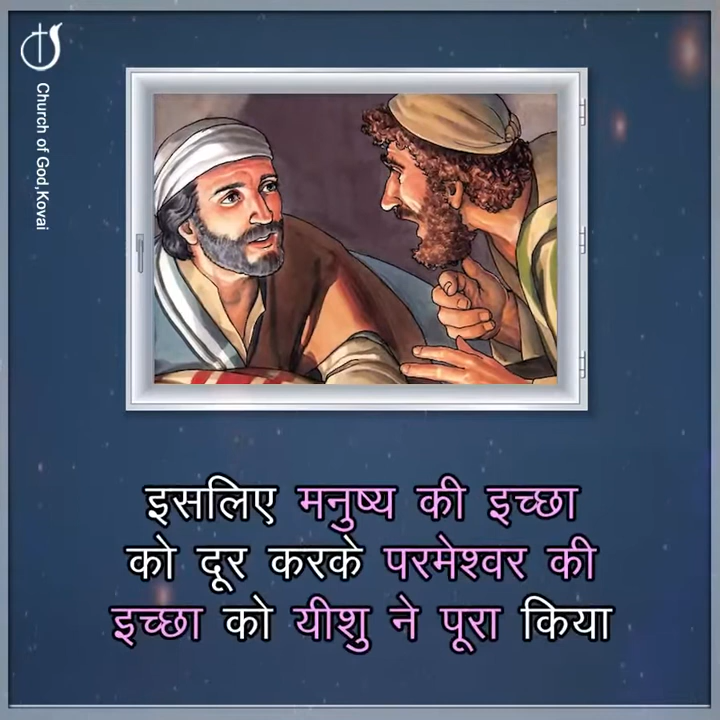 Church of God,Kovai
इसलिए मनुष्य की इच्छा
को दूर करके परमेश्वर की
इच्छा को यीशु ने पूरा किया